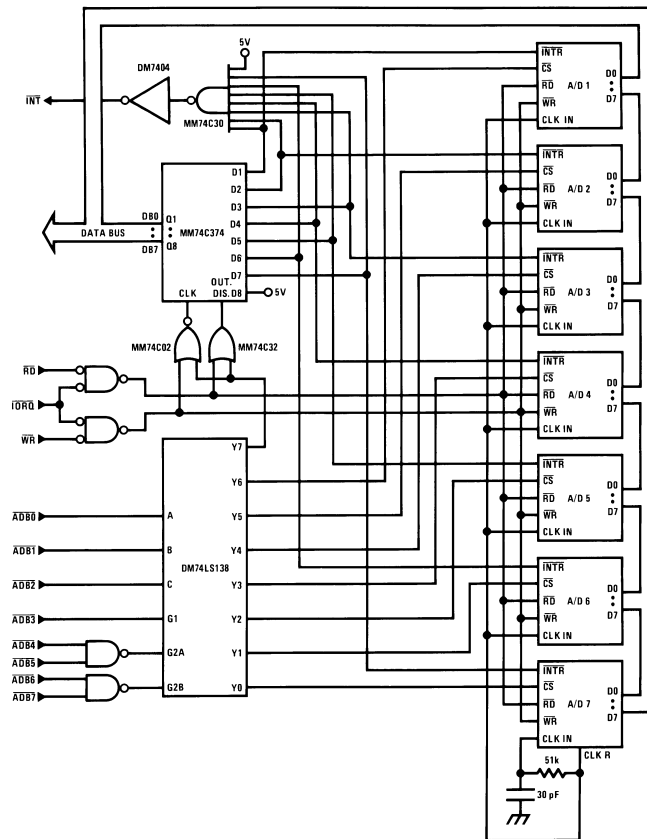 5V
DM7404
INT
MM74C30
INTR
CS
RD A/D 1
WR
CLK IN
D0
D7
INTR
CS
RD A/D 2
WR
CLK IN
D0
D7
INTR
CS
RD A/D 3
WR
CLK IN
D0
D7
INTR
CS
RD A/D 4
WR
CLK IN
D0
D7
INTR
CS
RD A/D 5
WR
CLK IN
D0
D7
INTR
CS
RD A/D 6
WR
CLK IN
D0
D7
INTR
CS
RD A/D 7
WR
CLK IN
D0
D7
CLK R
51k
30 pF
D1
D2
D3
D4
D5
D6
D7
OUT.
DIS. D8
5V
CLK
MM74C374
DB0 Q1
DATA BUS
DB7 Q8
MM74C02
MM74C32
RD
IORQ
WR
Y7
Y6
Y5
Y4
Y3
Y2
Y1
Y0
DM74LS138
ADB0 A
ADB1 B
ADB2 C
ADB3 G1
ADB4
ADB5 G2A
ADB6
ADB7 G2B